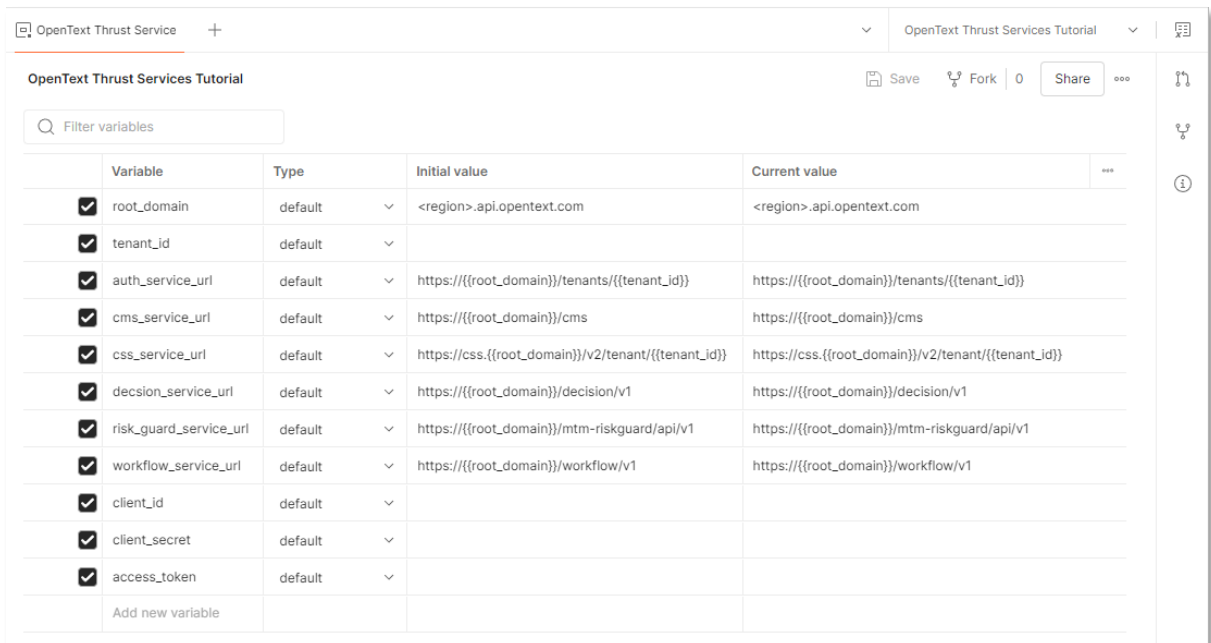 OpenText Thrust Service
OpenText Thrust Services Tutorial
OpenText Thrust Services Tutorial Save Fork 0 Share
Filter variables
Variable Type Initial value Current value
root_domain default <region>.api.opentext.com <region>.api.opentext.com
tenant_id default
auth_service_url default https://{{root_domain}}/tenants/{{tenant_id}} https://{{root_domain}}/tenants/{{tenant_id}}
cms_service_url default https://{{root_domain}}/cms https://{{root_domain}}/cms
css_service_url default https://css.{{root_domain}}/v2/tenant/{{tenant_id}} https://css.{{root_domain}}/v2/tenant/{{tenant_id}}
decsion_service_url default https://{{root_domain}}/decision/v1 https://{{root_domain}}/decision/v1
risk_guard_service_url default https://{{root_domain}}/mtm-riskguard/api/v1 https://{{root_domain}}/mtm-riskguard/api/v1
workflow_service_url default https://{{root_domain}}/workflow/v1 https://{{root_domain}}/workflow/v1
client_id default
client_secret default
access_token default
Add new variable